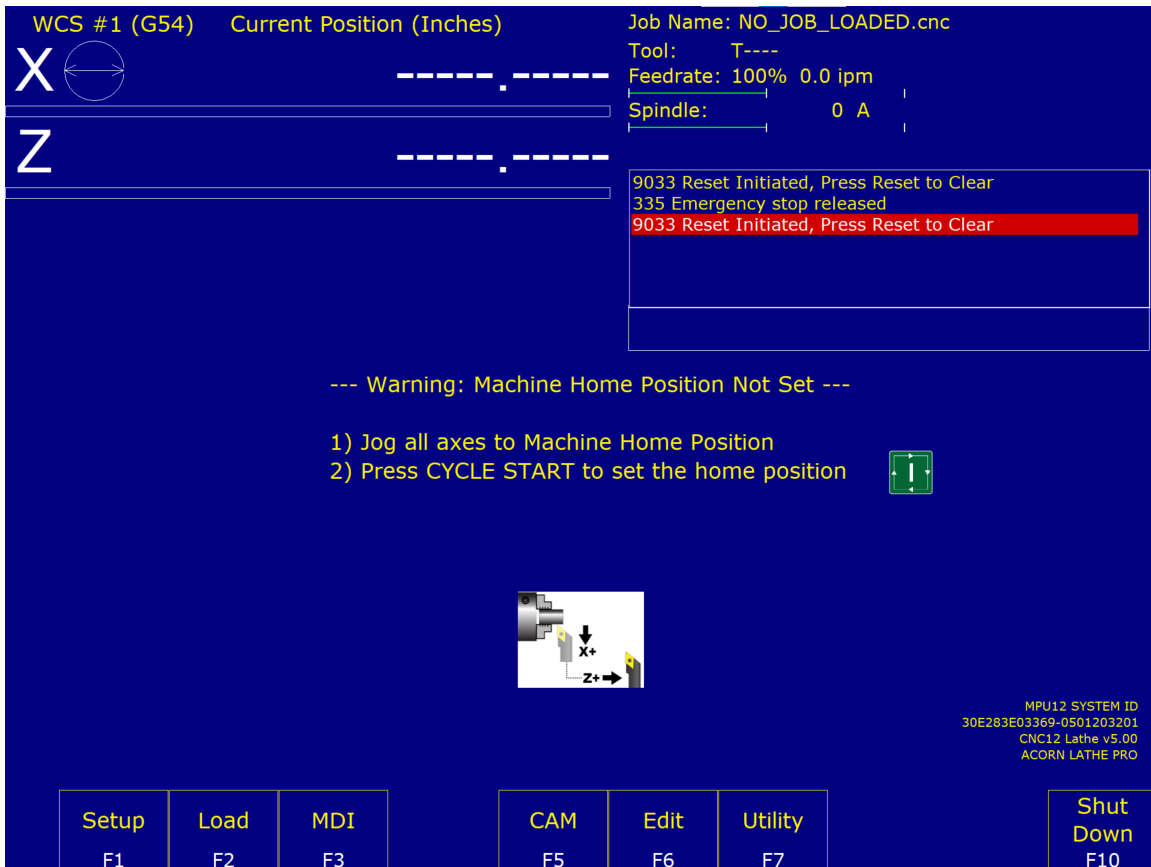 WCS #1 (G54) Current Position (Inches)
X -----.-----
Z -----.-----
Job Name: NO_JOB_LOADED.cnc
Tool: T----
Feedrate: 100% 0.0 ipm
Spindle: 0 A
9033 Reset Initiated, Press Reset to Clear
335 Emergency stop released
9033 Reset Initiated, Press Reset to Clear
--- Warning: Machine Home Position Not Set ---
1) Jog all axes to Machine Home Position
2) Press CYCLE START to set the home position
X+
Z+
MPU12 SYSTEM ID
30E283E03369-0501203201
CNC12 Lathe v5.00
ACORN LATHE PRO
Setup
F1
Load
F2
MDI
F3
CAM
F5
Edit
F6
Utility
F7
Shut
Down
F10